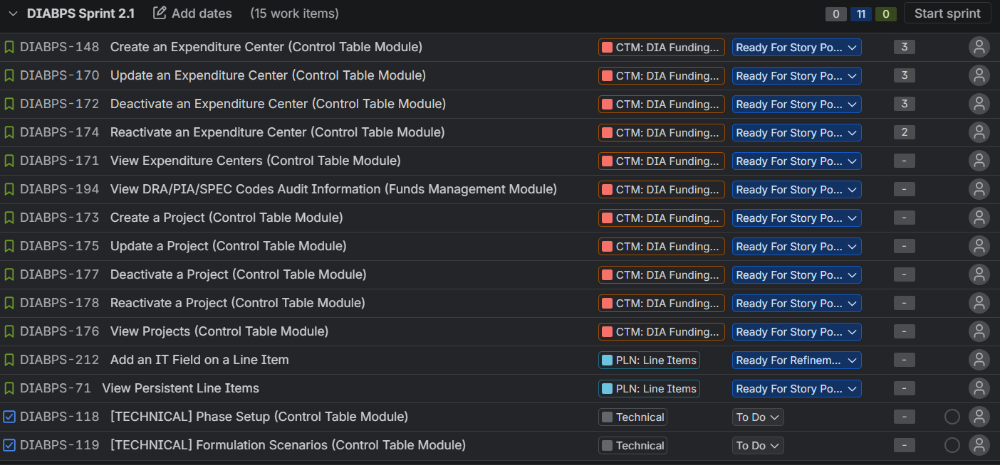 DIABPS Sprint 2.1 Add dates (15 work items) 0 11 0 Start sprint
DIABPS-148 Create an Expenditure Center (Control Table Module) CTM: DIA Funding... Ready For Story Po... 3
DIABPS-170 Update an Expenditure Center (Control Table Module) CTM: DIA Funding... Ready For Story Po... 3
DIABPS-172 Deactivate an Expenditure Center (Control Table Module) CTM: DIA Funding... Ready For Story Po... 3
DIABPS-174 Reactivate an Expenditure Center (Control Table Module) CTM: DIA Funding... Ready For Story Po... 2
DIABPS-171 View Expenditure Centers (Control Table Module) CTM: DIA Funding... Ready For Story Po... -
DIABPS-194 View DRA/PIA/SPEC Codes Audit Information (Funds Management Module) CTM: DIA Funding... Ready For Story Po... -
DIABPS-173 Create a Project (Control Table Module) CTM: DIA Funding... Ready For Story Po... -
DIABPS-175 Update a Project (Control Table Module) CTM: DIA Funding... Ready For Story Po... -
DIABPS-177 Deactivate a Project (Control Table Module) CTM: DIA Funding... Ready For Story Po... -
DIABPS-178 Reactivate a Project (Control Table Module) CTM: DIA Funding... Ready For Story Po... -
DIABPS-176 View Projects (Control Table Module) CTM: DIA Funding... Ready For Story Po... -
DIABPS-212 Add an IT Field on a Line Item PLN: Line Items Ready For Refinem... -
DIABPS-71 View Persistent Line Items PLN: Line Items Ready For Story Po... -
DIABPS-118 [TECHNICAL] Phase Setup (Control Table Module) Technical To Do -
DIABPS-119 [TECHNICAL] Formulation Scenarios (Control Table Module) Technical To Do -